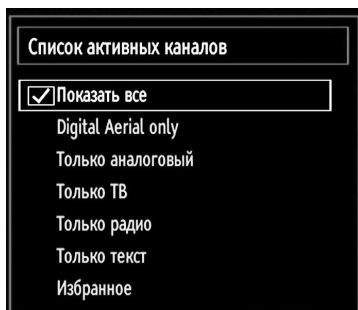 Список активных каналов
Показать все
Digital Aerial only
Только аналоговый
Только ТВ
Только радио
Только текст
Избранное